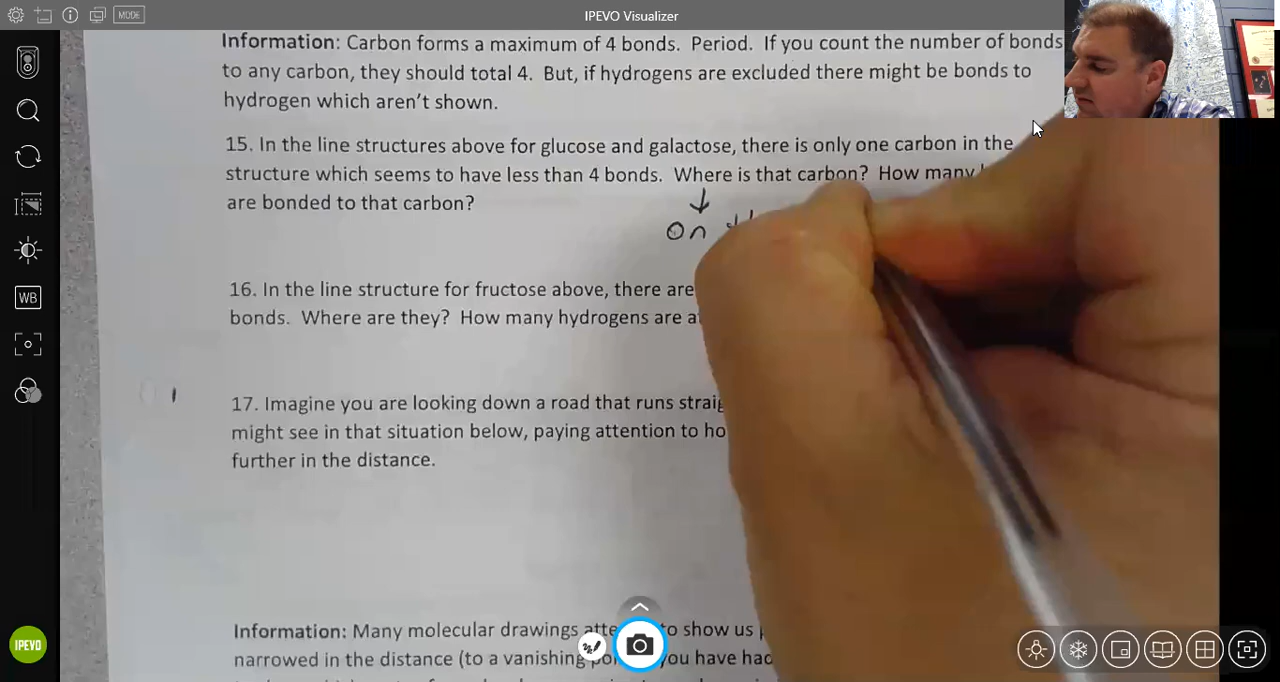 MODE
IPEVO Visualizer
Information: Carbon forms a maximum of 4 bonds. Period. If you count the number of bonds
to any carbon, they should total 4. But, if hydrogens are excluded there might be bonds to
hydrogen which aren't shown.
15. In the line structures above for glucose and galactose, there is only one carbon in the
structure which seems to have less than 4 bonds. Where is that carbon? How many
are bonded to that carbon?
On
16. In the line structure for fructose above, there are
bonds. Where are they? How many hydrogens are
17. Imagine you are looking down a road that runs
might see in that situation below, paying attention to
further in the distance.
WB
Information: Many molecular drawings to show us
narrowed in the distance (to a vanishing you have had
IPEVO